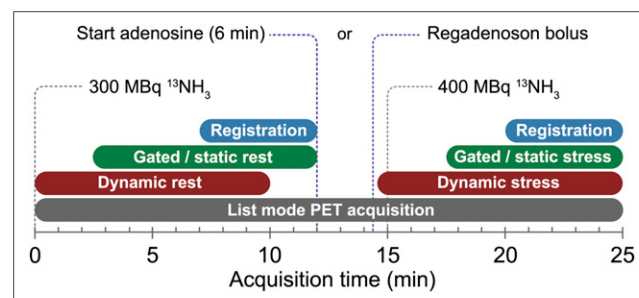 Start adenosine (6 min) or Regadenoson bolus
300 MBq ¹³NH₃ 400 MBq ¹³NH₃
Registration Registration
Gated / static rest Gated / static stress
Dynamic rest Dynamic stress
List mode PET acquisition
0 5 10 15 20 25
Acquisition time (min)